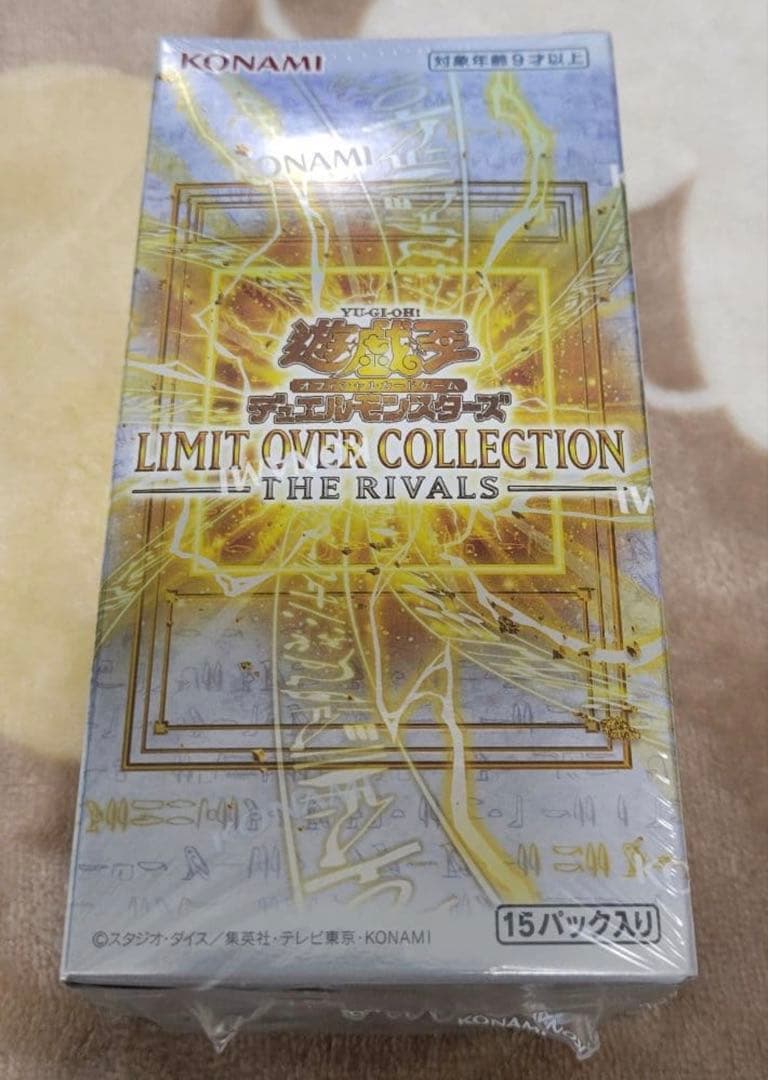 KONAMI
対象年齢9才以上
KONAMI
YU-GI-OH!
遊戯王
オフィシャルカードゲーム
デュエルモンスターズ
LIMIT OVER COLLECTION
THE RIVALS
15パック入り
©スタジオ・ダイス/集英社・テレビ東京・KONAMI
KONAMI